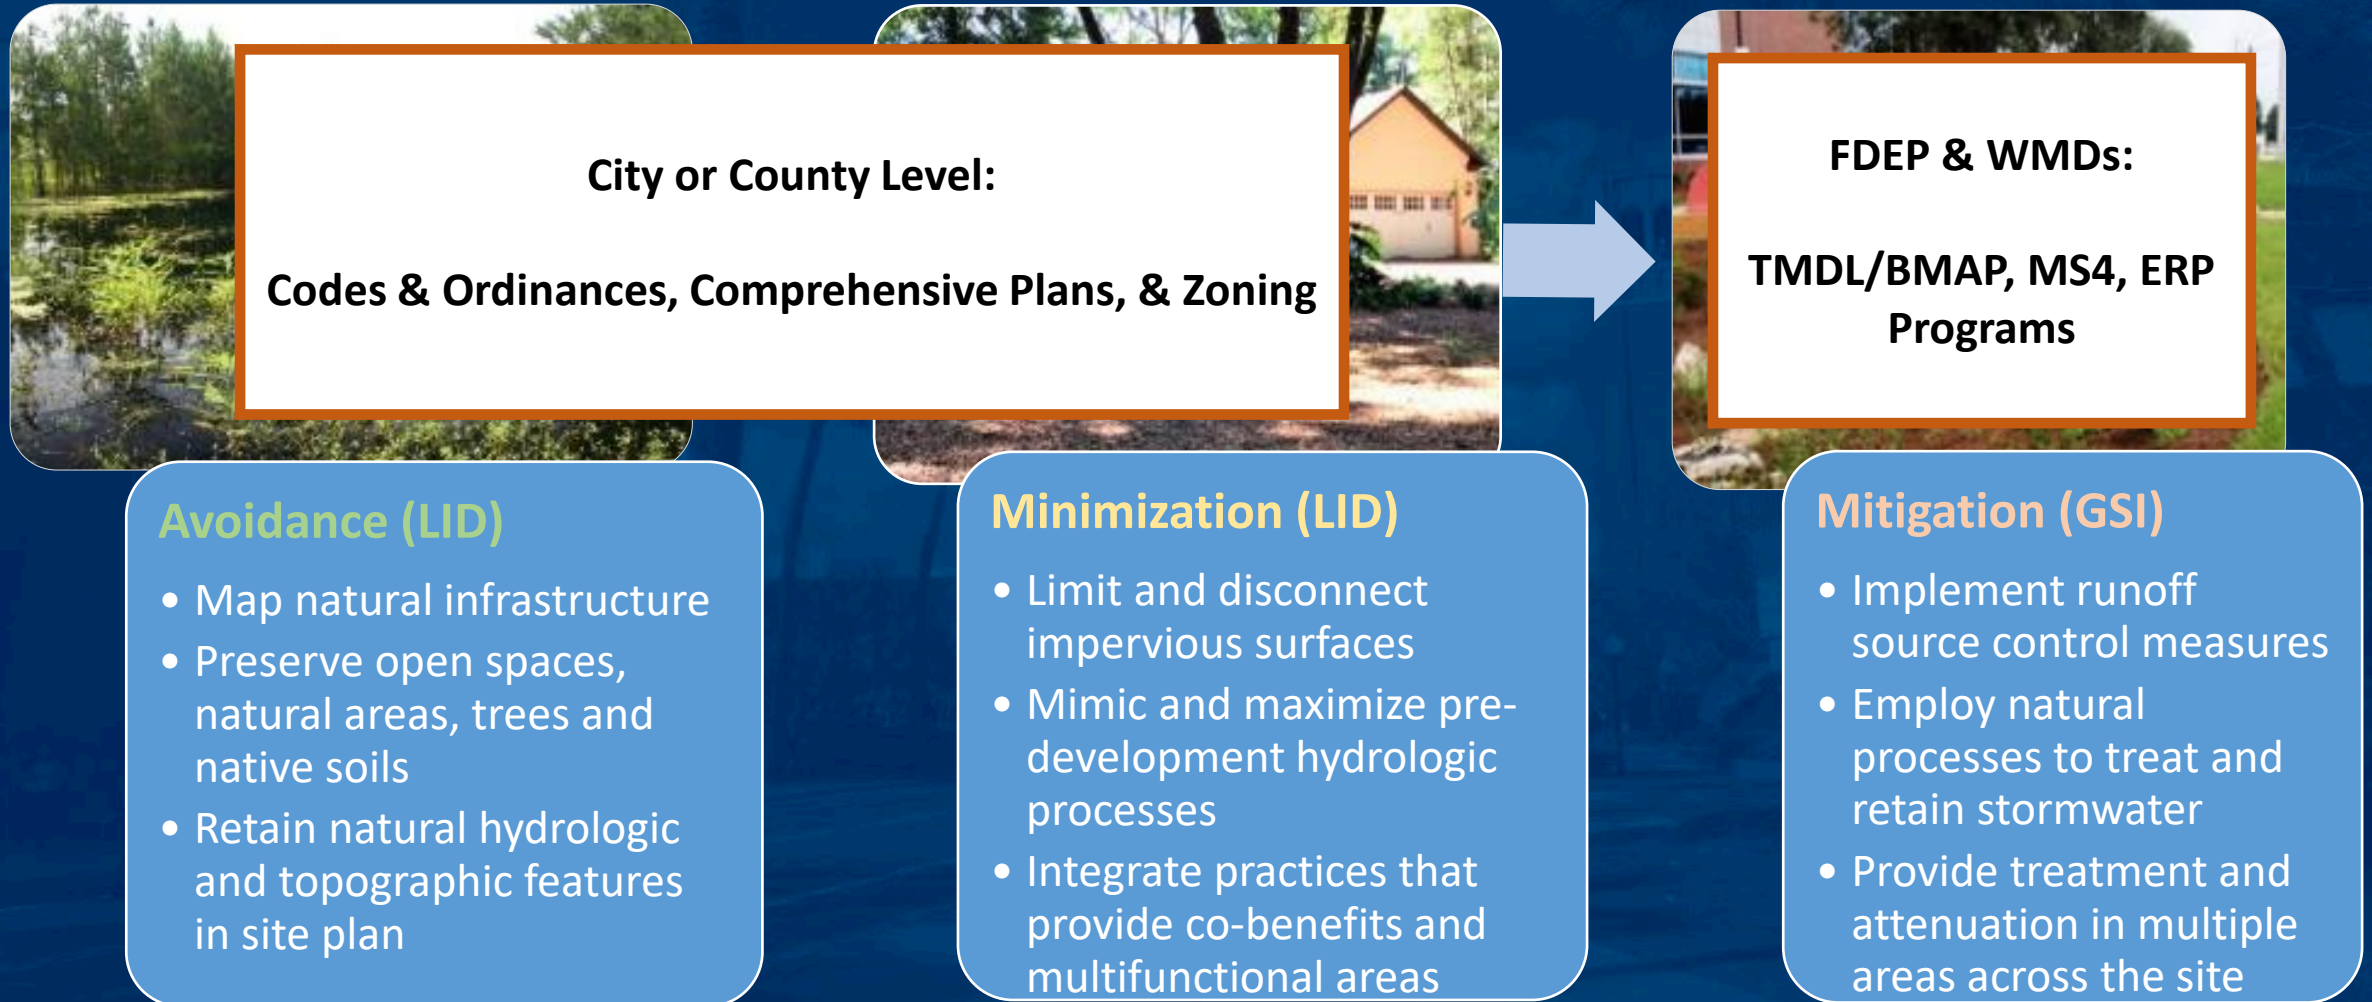 City or County Level:
Codes & Ordinances, Comprehensive Plans, & Zoning
FDEP & WMDs:
TMDL/BMAP, MS4, ERP
Programs
Avoidance (LID)
• Map natural infrastructure
• Preserve open spaces,
natural areas, trees and
native soils
• Retain natural hydrologic
and topographic features
in site plan
Minimization (LID)
• Limit and disconnect
impervious surfaces
• Mimic and maximize pre-
development hydrologic
processes
• Integrate practices that
provide co-benefits and
multifunctional areas
Mitigation (GSI)
• Implement runoff
source control measures
• Employ natural
processes to treat and
retain stormwater
• Provide treatment and
attenuation in multiple
areas across the site